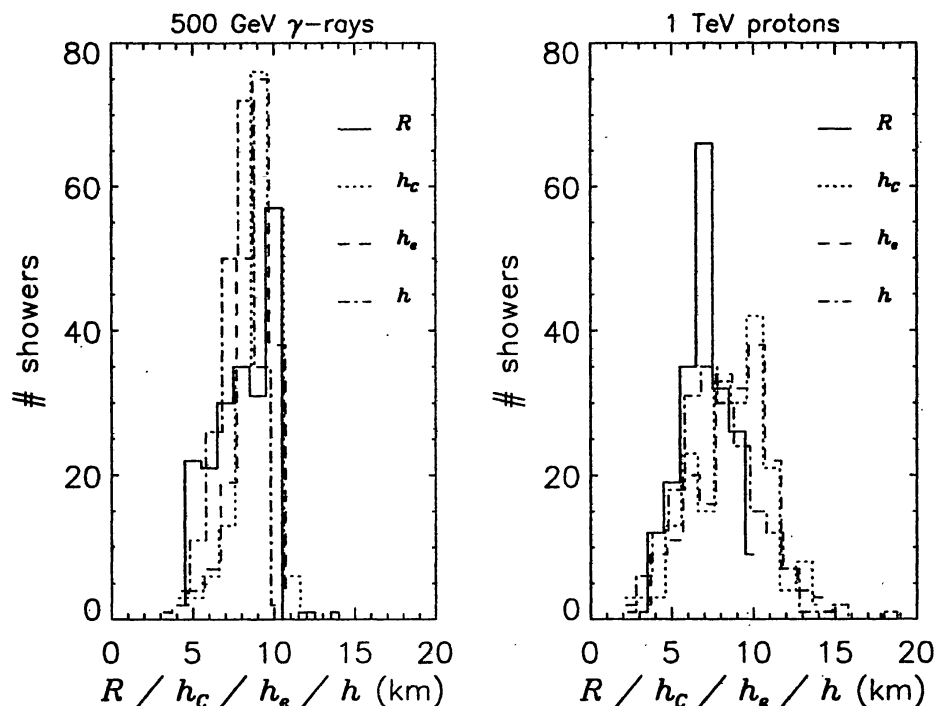 500 GeV γ-rays
80
60
40
20
0
# showers
R
h_C
h_e
h
0 5 10 15 20
R / h_C / h_e / h (km)
1 TeV protons
80
60
40
20
0
# showers
R
h_C
h_e
h
0 5 10 15 20
R / h_C / h_e / h (km)